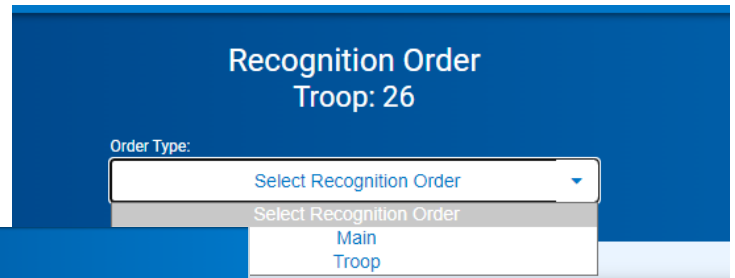 Recognition Order
Troop: 26
Order Type:
Select Recognition Order
Select Recognition Order
Main
Troop